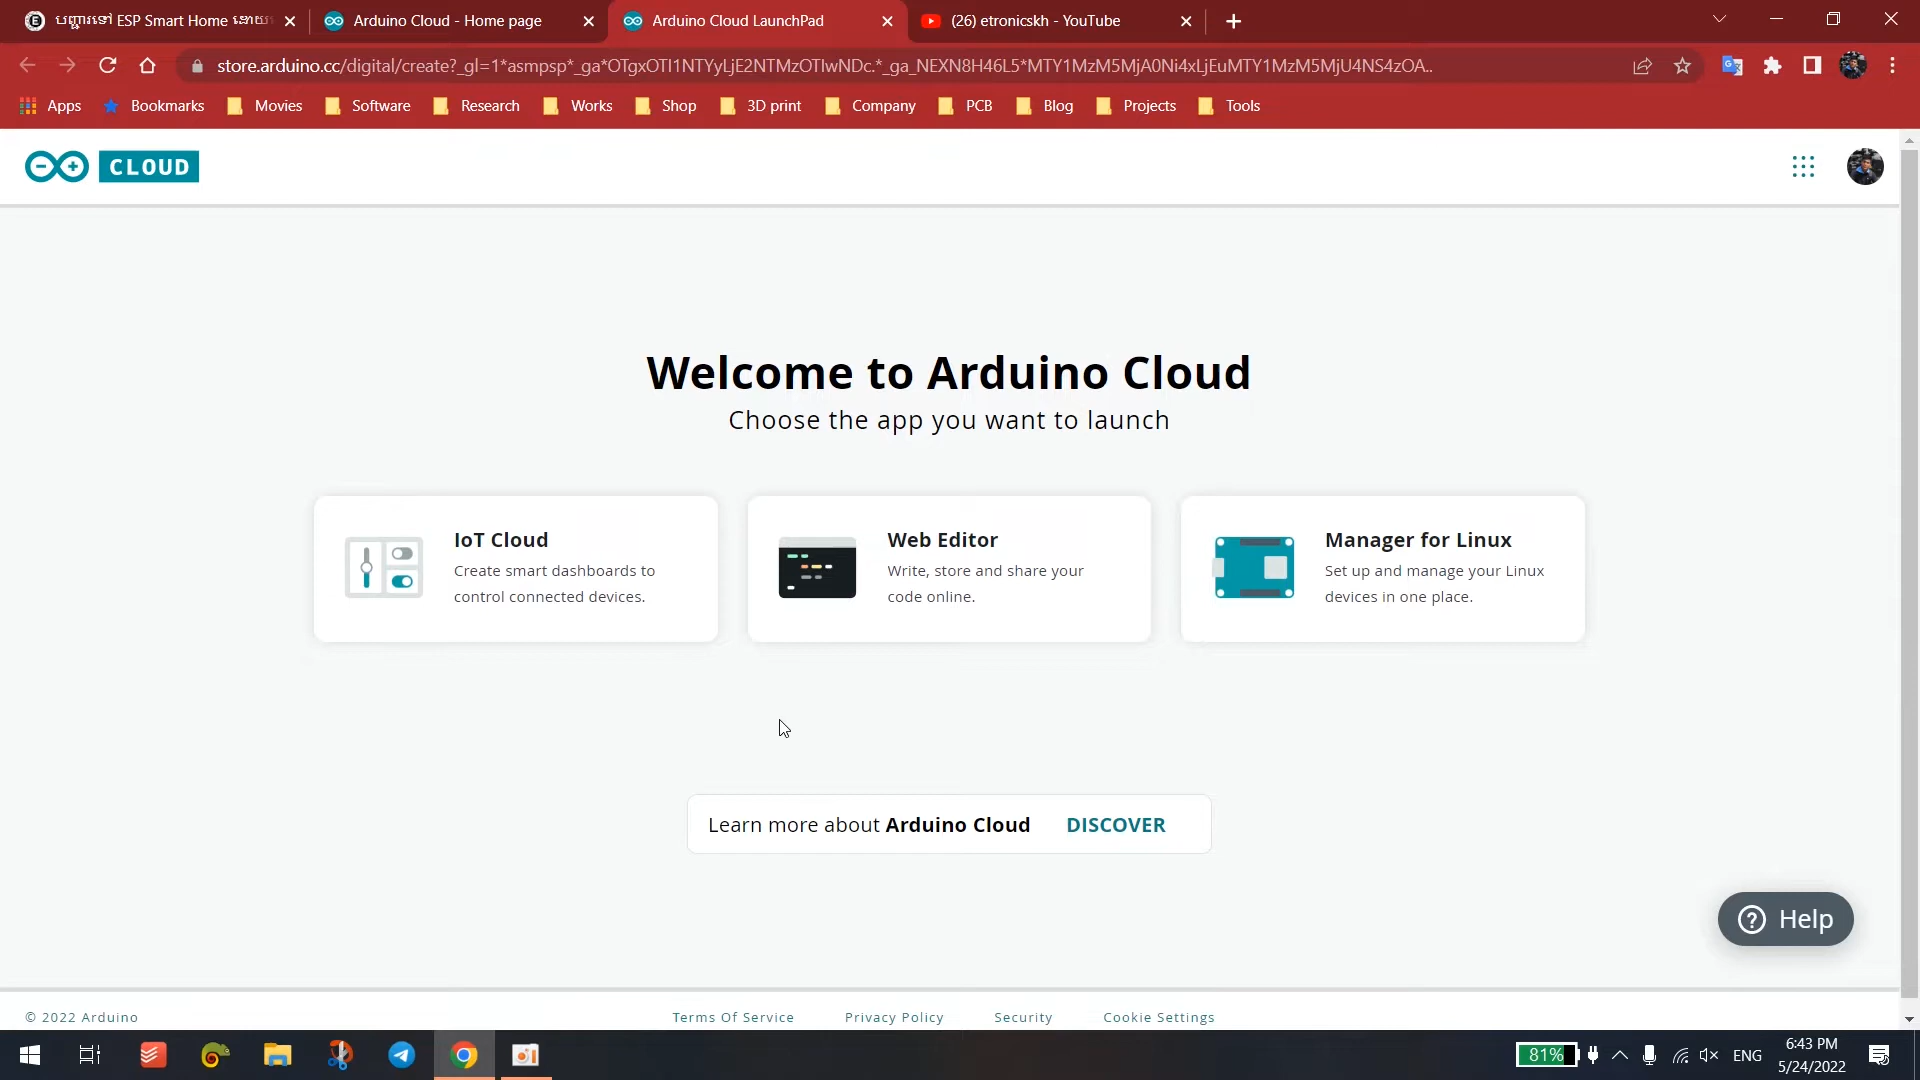 បញ្ជារទៅ ESP Smart Home ដោយ
Arduino Cloud - Home page
Arduino Cloud LaunchPad
(26) etronicskh - YouTube
store.arduino.cc/digital/create?_gl=1*asmpsp*_ga*OTgxOTI1NTYyLjE2NTMzOTIwNDc.*_ga_NEXN8H46L5*MTY1MzM5MjA0Ni4xLjEuMTY1MzM5MjU4NS4zOA..
Apps
Bookmarks
Movies
Software
Research
Works
Shop
3D print
Company
PCB
Blog
Projects
Tools
CLOUD
Welcome to Arduino Cloud
Choose the app you want to launch
IoT Cloud
Create smart dashboards to
control connected devices.
Web Editor
Write, store and share your
code online.
Manager for Linux
Set up and manage your Linux
devices in one place.
Learn more about Arduino Cloud DISCOVER
Help
© 2022 Arduino
Terms Of Service
Privacy Policy
Security
Cookie Settings
81%
ENG
6:43 PM
5/24/2022